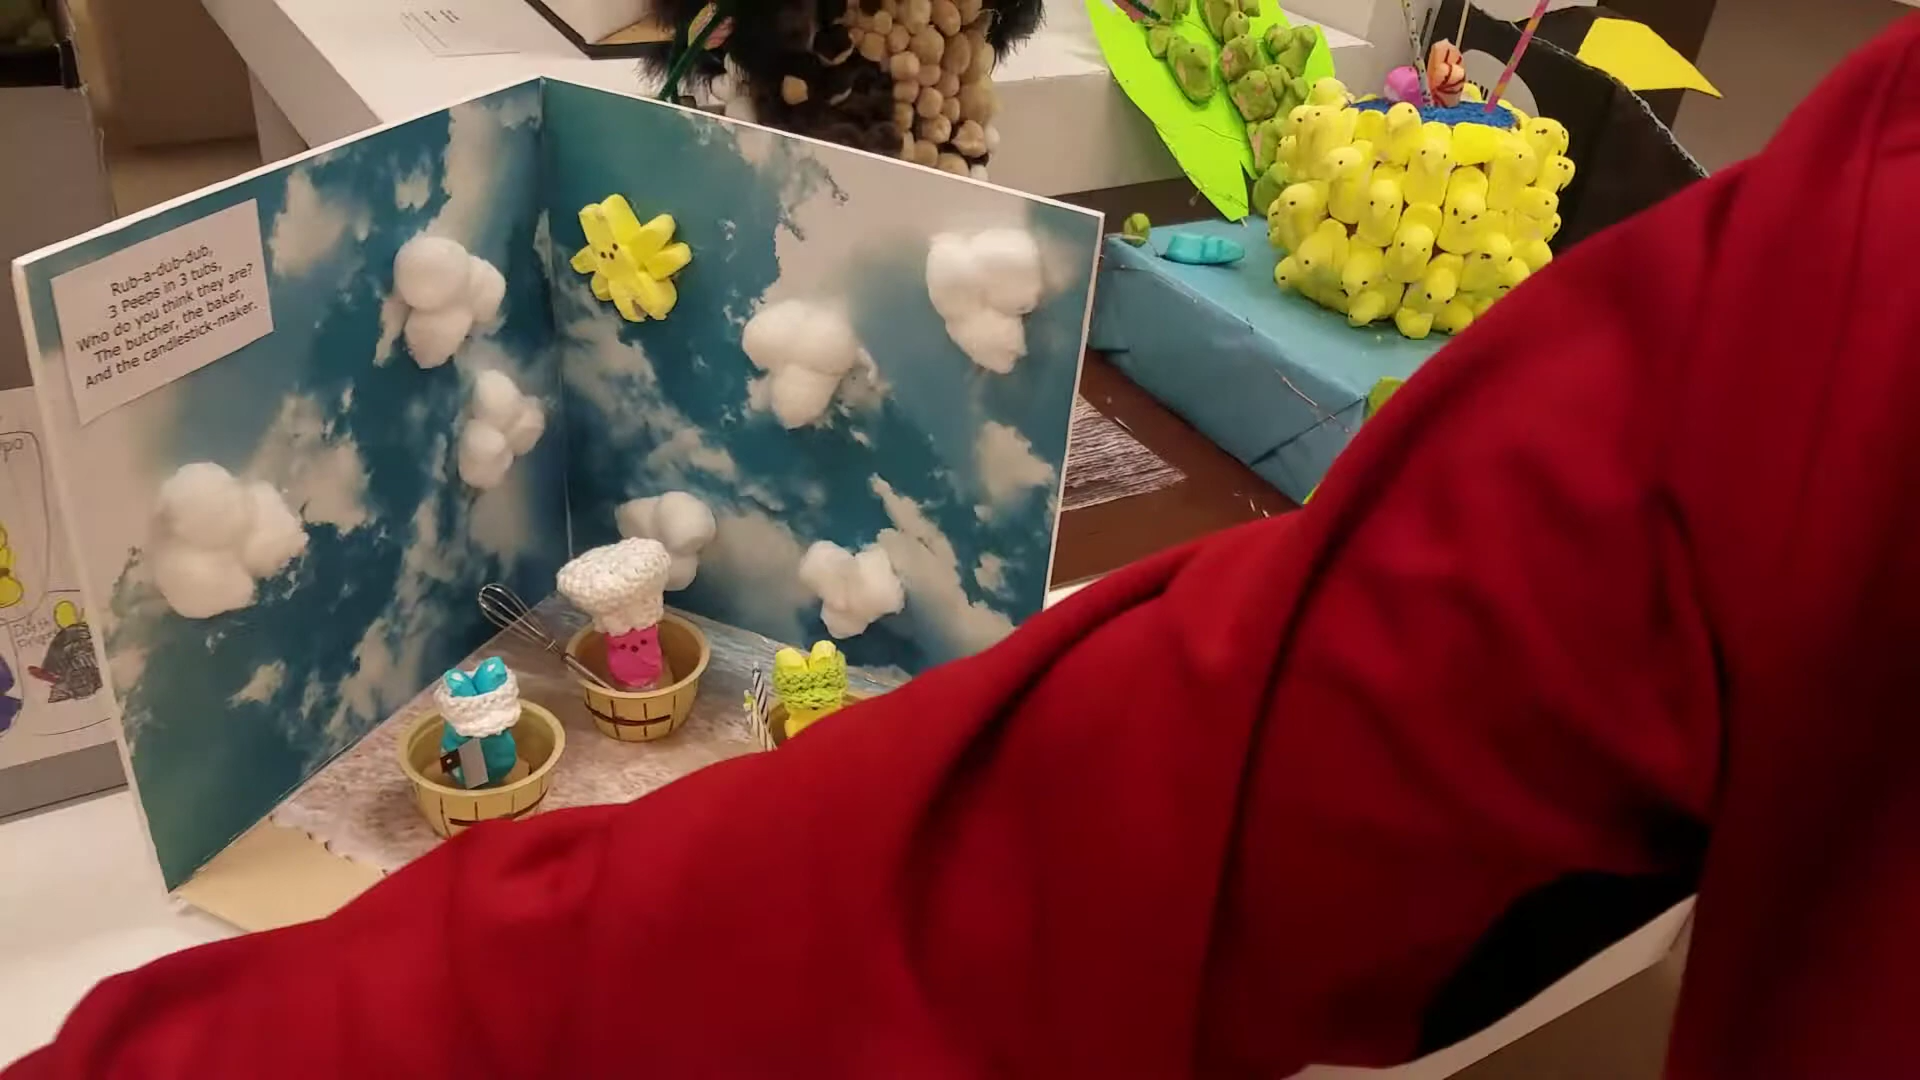 Rub-a-dub-dub,
3 Peeps in 3 tubs,
Who do you think they are?
The butcher, the baker,
And the candlestick-maker.